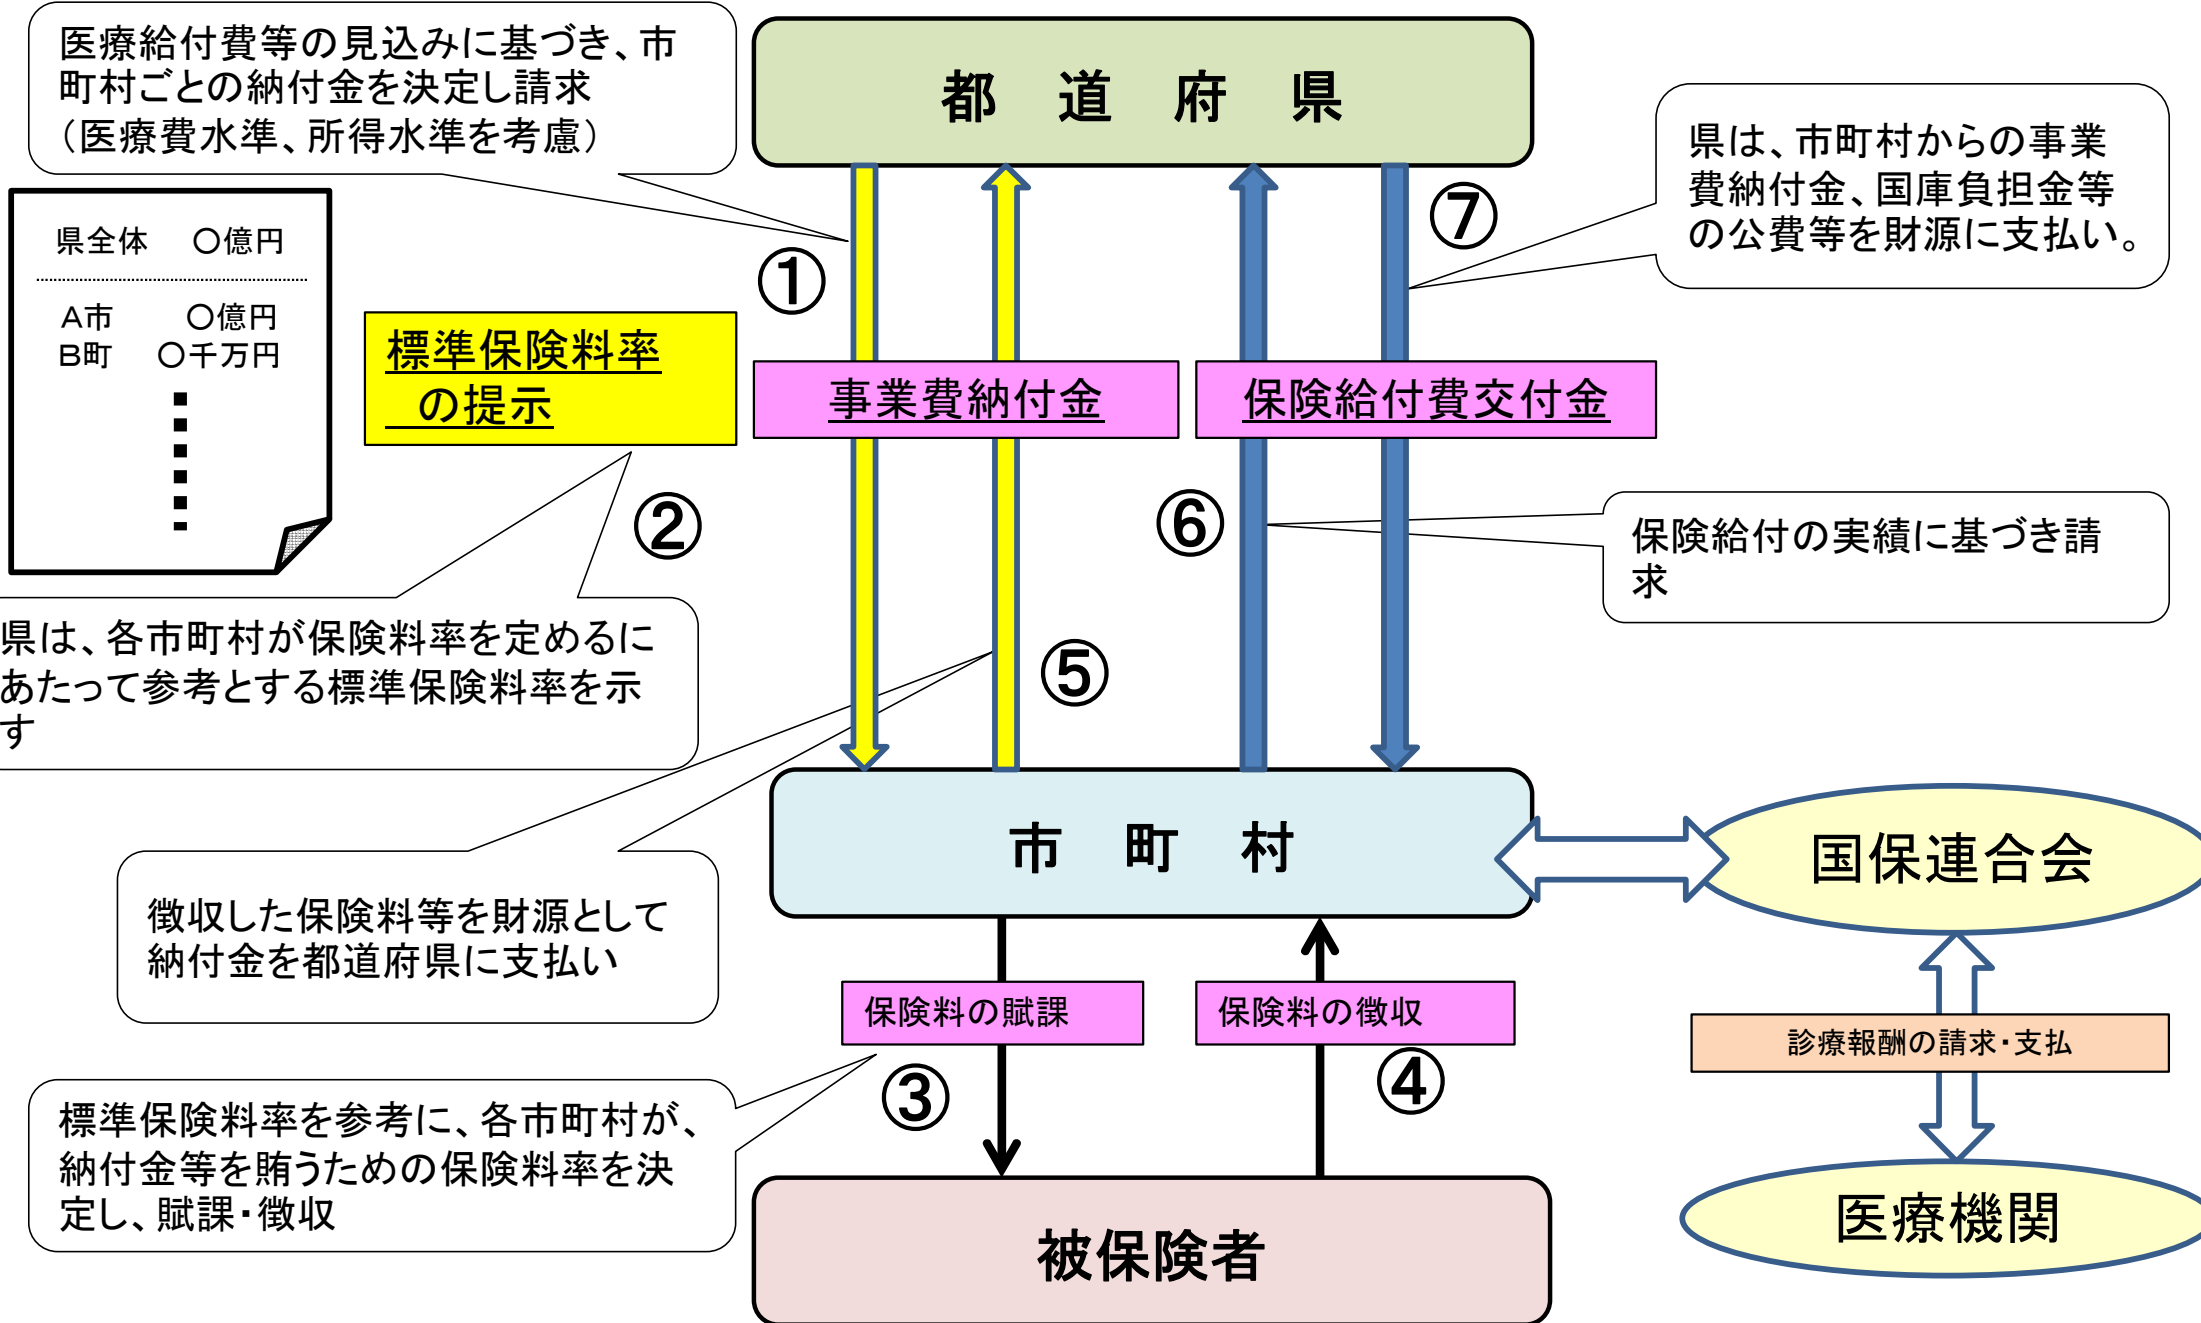 医療給付費等の見込みに基づき、市
町村ごとの納付金を決定し請求
（医療費水準、所得水準を考慮）
都　道　府　県
県は、市町村からの事業
費納付金、国庫負担金等
の公費等を財源に支払い。
県全体　〇億円
A市　〇億円
B町　〇千万円
①
⑦
標準保険料率
の提示
事業費納付金
保険給付費交付金
②
⑥
保険給付の実績に基づき請
求
県は、各市町村が保険料率を定めるに
あたって参考とする標準保険料率を示
す
⑤
市　町　村
国保連合会
徴収した保険料等を財源として
納付金を都道府県に支払い
保険料の賦課
保険料の徴収
診療報酬の請求・支払
③
④
標準保険料率を参考に、各市町村が、
納付金等を賄うための保険料率を決
定し、賦課・徴収
被保険者
医療機関